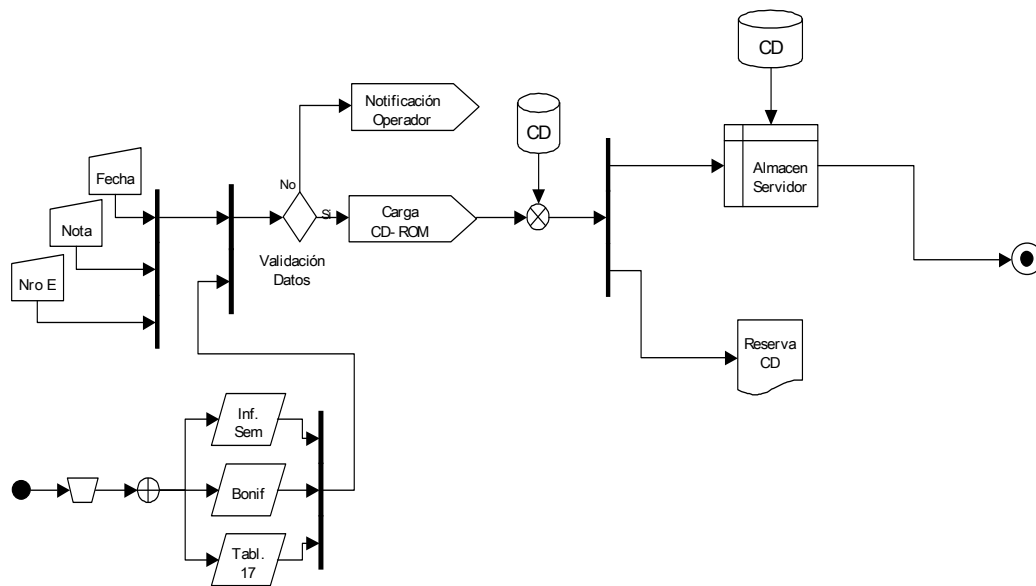 CD
Notificación
Operador
CD
Almacen
Servidor
Fecha
No
Si
Carga
CD- ROM
Nota
Validación
Datos
Nro E
Reserva
CD
Inf.
Sem
Bonif
Tabl.
17